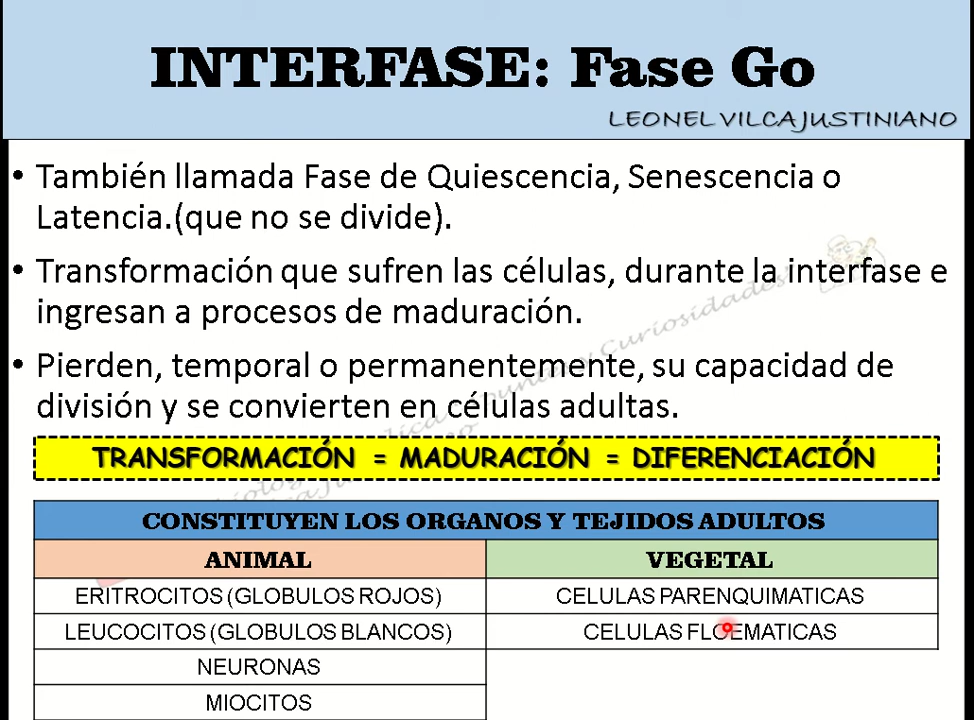 INTERFASE: Fase Go
LEONEL VILCA JUSTINIANO
• También llamada Fase de Quiescencia, Senescencia o
Latencia.(que no se divide).
• Transformación que sufren las células, durante la interfase e
ingresan a procesos de maduración.
• Pierden, temporal o permanentemente, su capacidad de
división y se convierten en células adultas.
TRANSFORMACIÓN = MADURACIÓN = DIFERENCIACIÓN
CONSTITUYEN LOS ORGANOS Y TEJIDOS ADULTOS
ANIMAL VEGETAL
ERITROCITOS (GLOBULOS ROJOS) CELULAS PARENQUIMATICAS
LEUCOCITOS (GLOBULOS BLANCOS) CELULAS FLOEMATICAS
NEURONAS
MIOCITOS
y Curiosidades